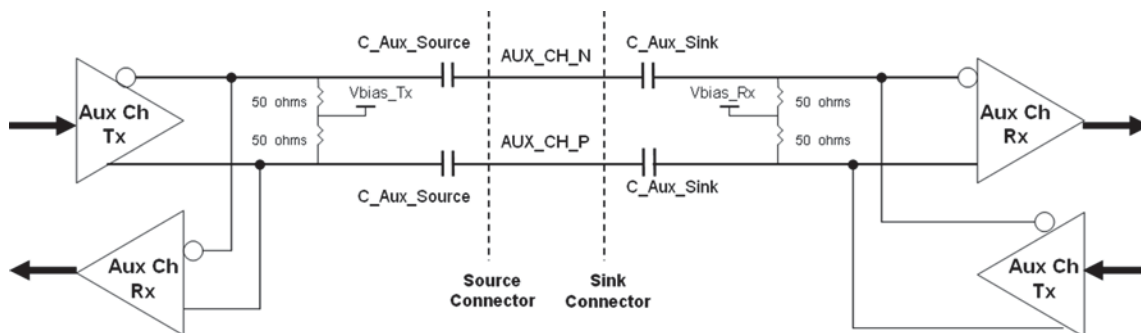 C_Aux_Source
AUX_CH_N
C_Aux_Sink
Aux Ch
Tx
50 ohms
Vbias_Tx
50 ohms
Vbias_Rx
50 ohms
50 ohms
Aux Ch
Rx
AUX_CH_P
C_Aux_Source
C_Aux_Sink
Aux Ch
Rx
Source
Connector
Sink
Connector
Aux Ch
Tx